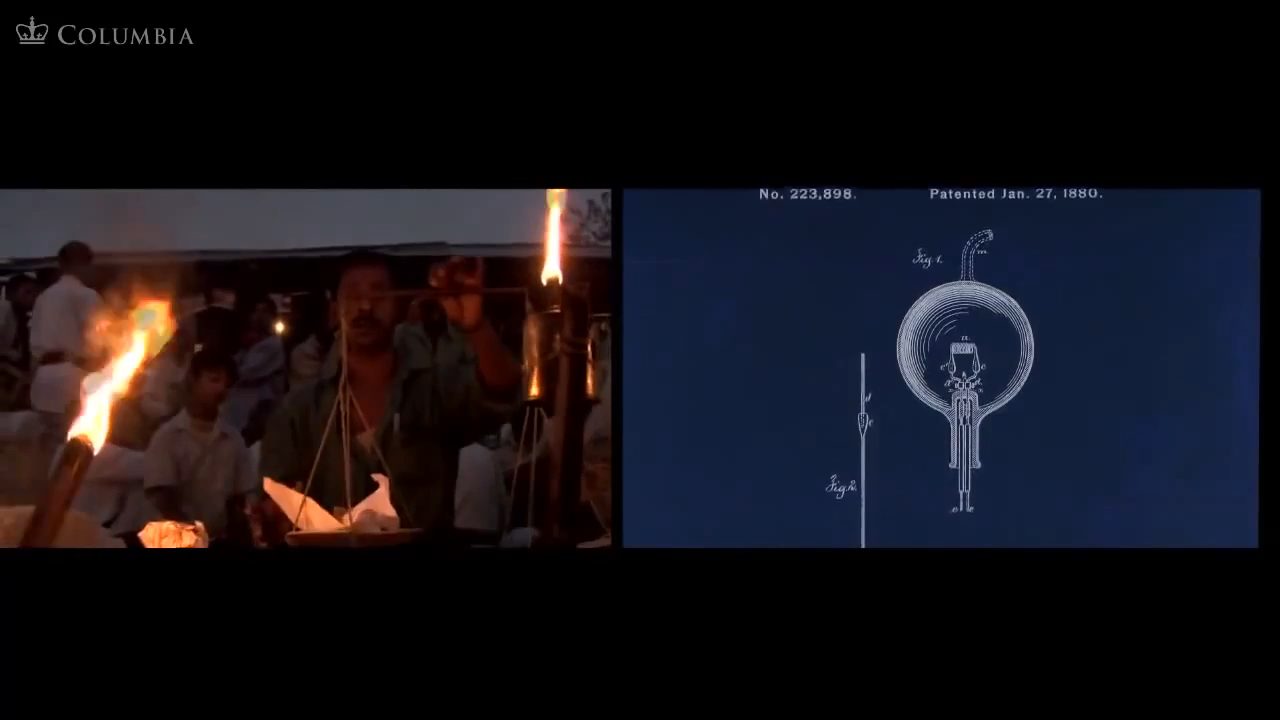 COLUMBIA
No. 223,898.
Patented Jan. 27, 1880.
Fig. 1.
m
a
Fig. 2.